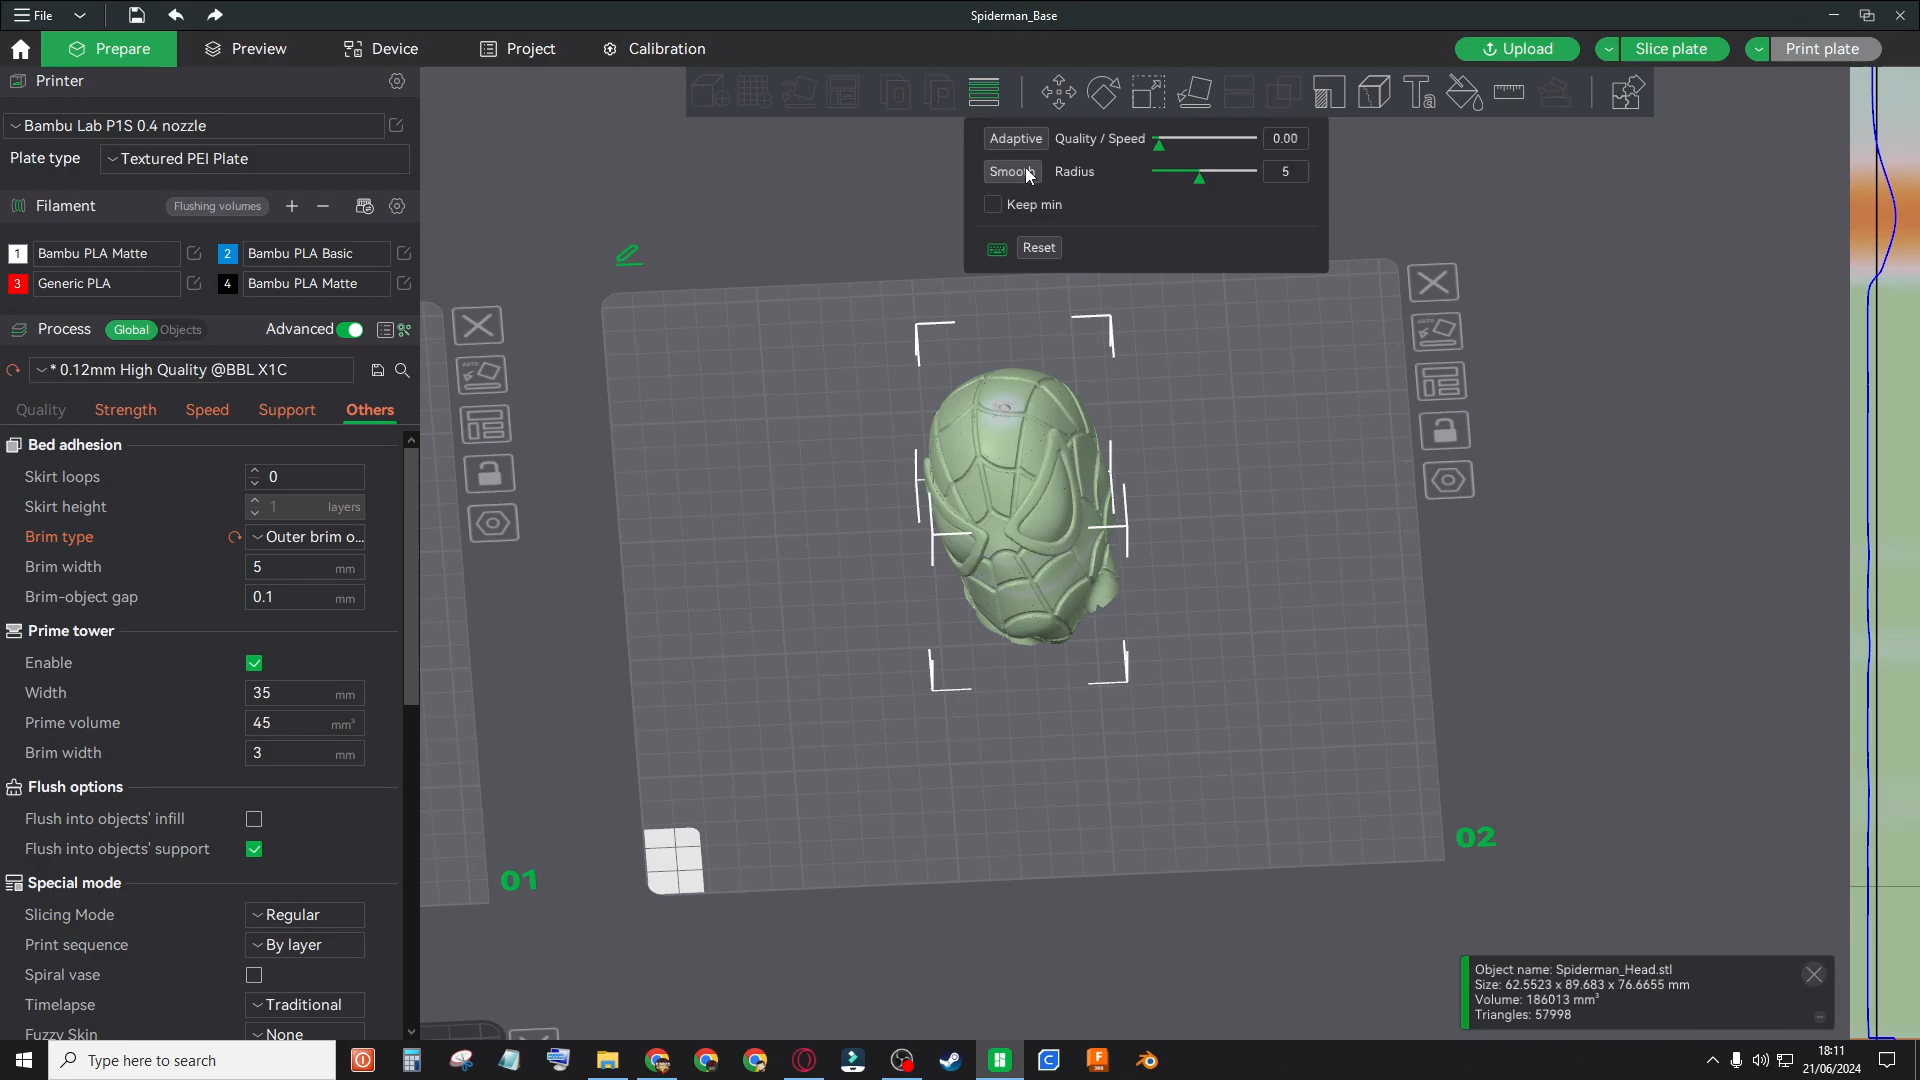 File
Spiderman_Base
Prepare
Preview
Device
Project
Calibration
Upload
Slice plate
Print plate
Printer
Bambu Lab P1S 0.4 nozzle
Plate type
Textured PEI Plate
Filament
Flushing volumes
1 Bambu PLA Matte
2 Bambu PLA Basic
3 Generic PLA
4 Bambu PLA Matte
Process
Global
Objects
Advanced
* 0.12mm High Quality @BBL X1C
Quality
Strength
Speed
Support
Others
Bed adhesion
Skirt loops 0
Skirt height 1 layers
Brim type Outer brim o...
Brim width 5 mm
Brim-object gap 0.1 mm
Prime tower
Enable
Width 35 mm
Prime volume 45 mm³
Brim width 3 mm
Flush options
Flush into objects' infill
Flush into objects' support
Special mode
Slicing Mode Regular
Print sequence By layer
Spiral vase
Timelapse Traditional
Fuzzy Skin None
Adaptive Quality / Speed 0.00
Smooth Radius 5
Keep min
Reset
AUTO
AUTO
01
02
Object name: Spiderman_Head.stl
Size: 62.5523 x 89.683 x 76.6655 mm
Volume: 186013 mm³
Triangles: 57998
Type here to search
18:11
21/06/2024